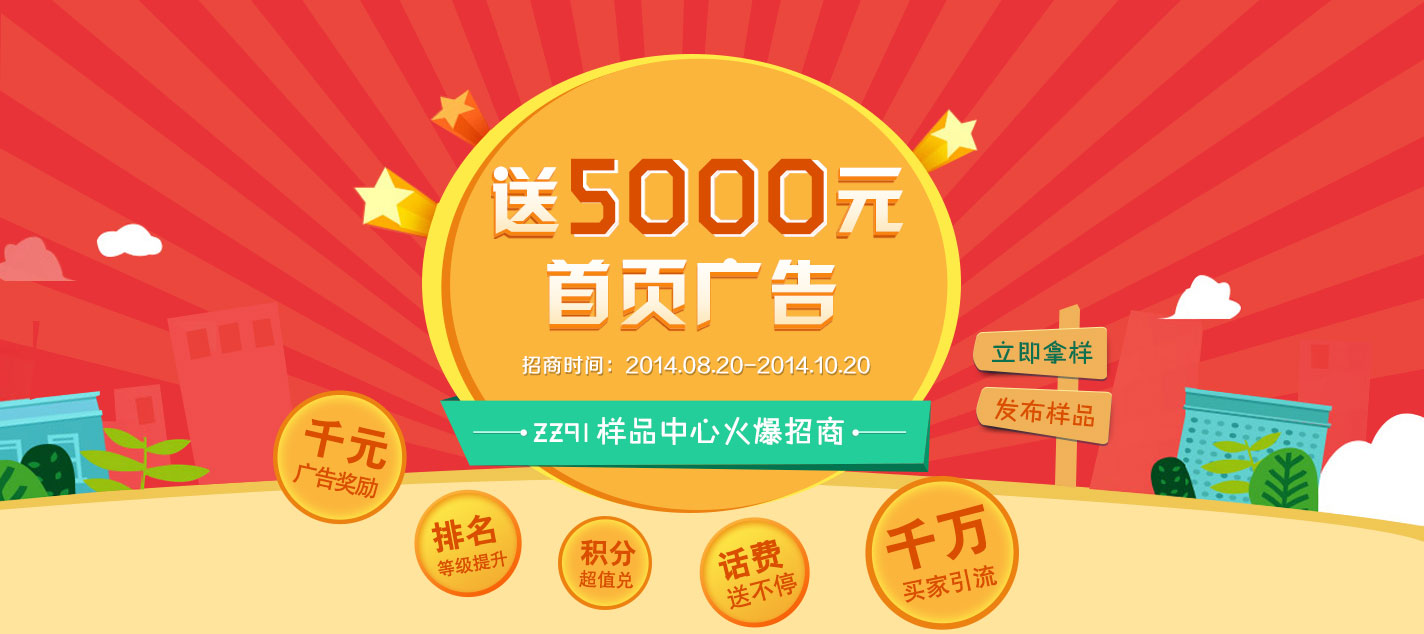 送5000元
首页广告
招商时间：2014.08.20-2014.10.20
zz91 样品中心火爆招商
立即拿样
发布样品
千元
广告奖励
排名
等级提升
积分
超值兑
话费
送不停
千万
买家引流